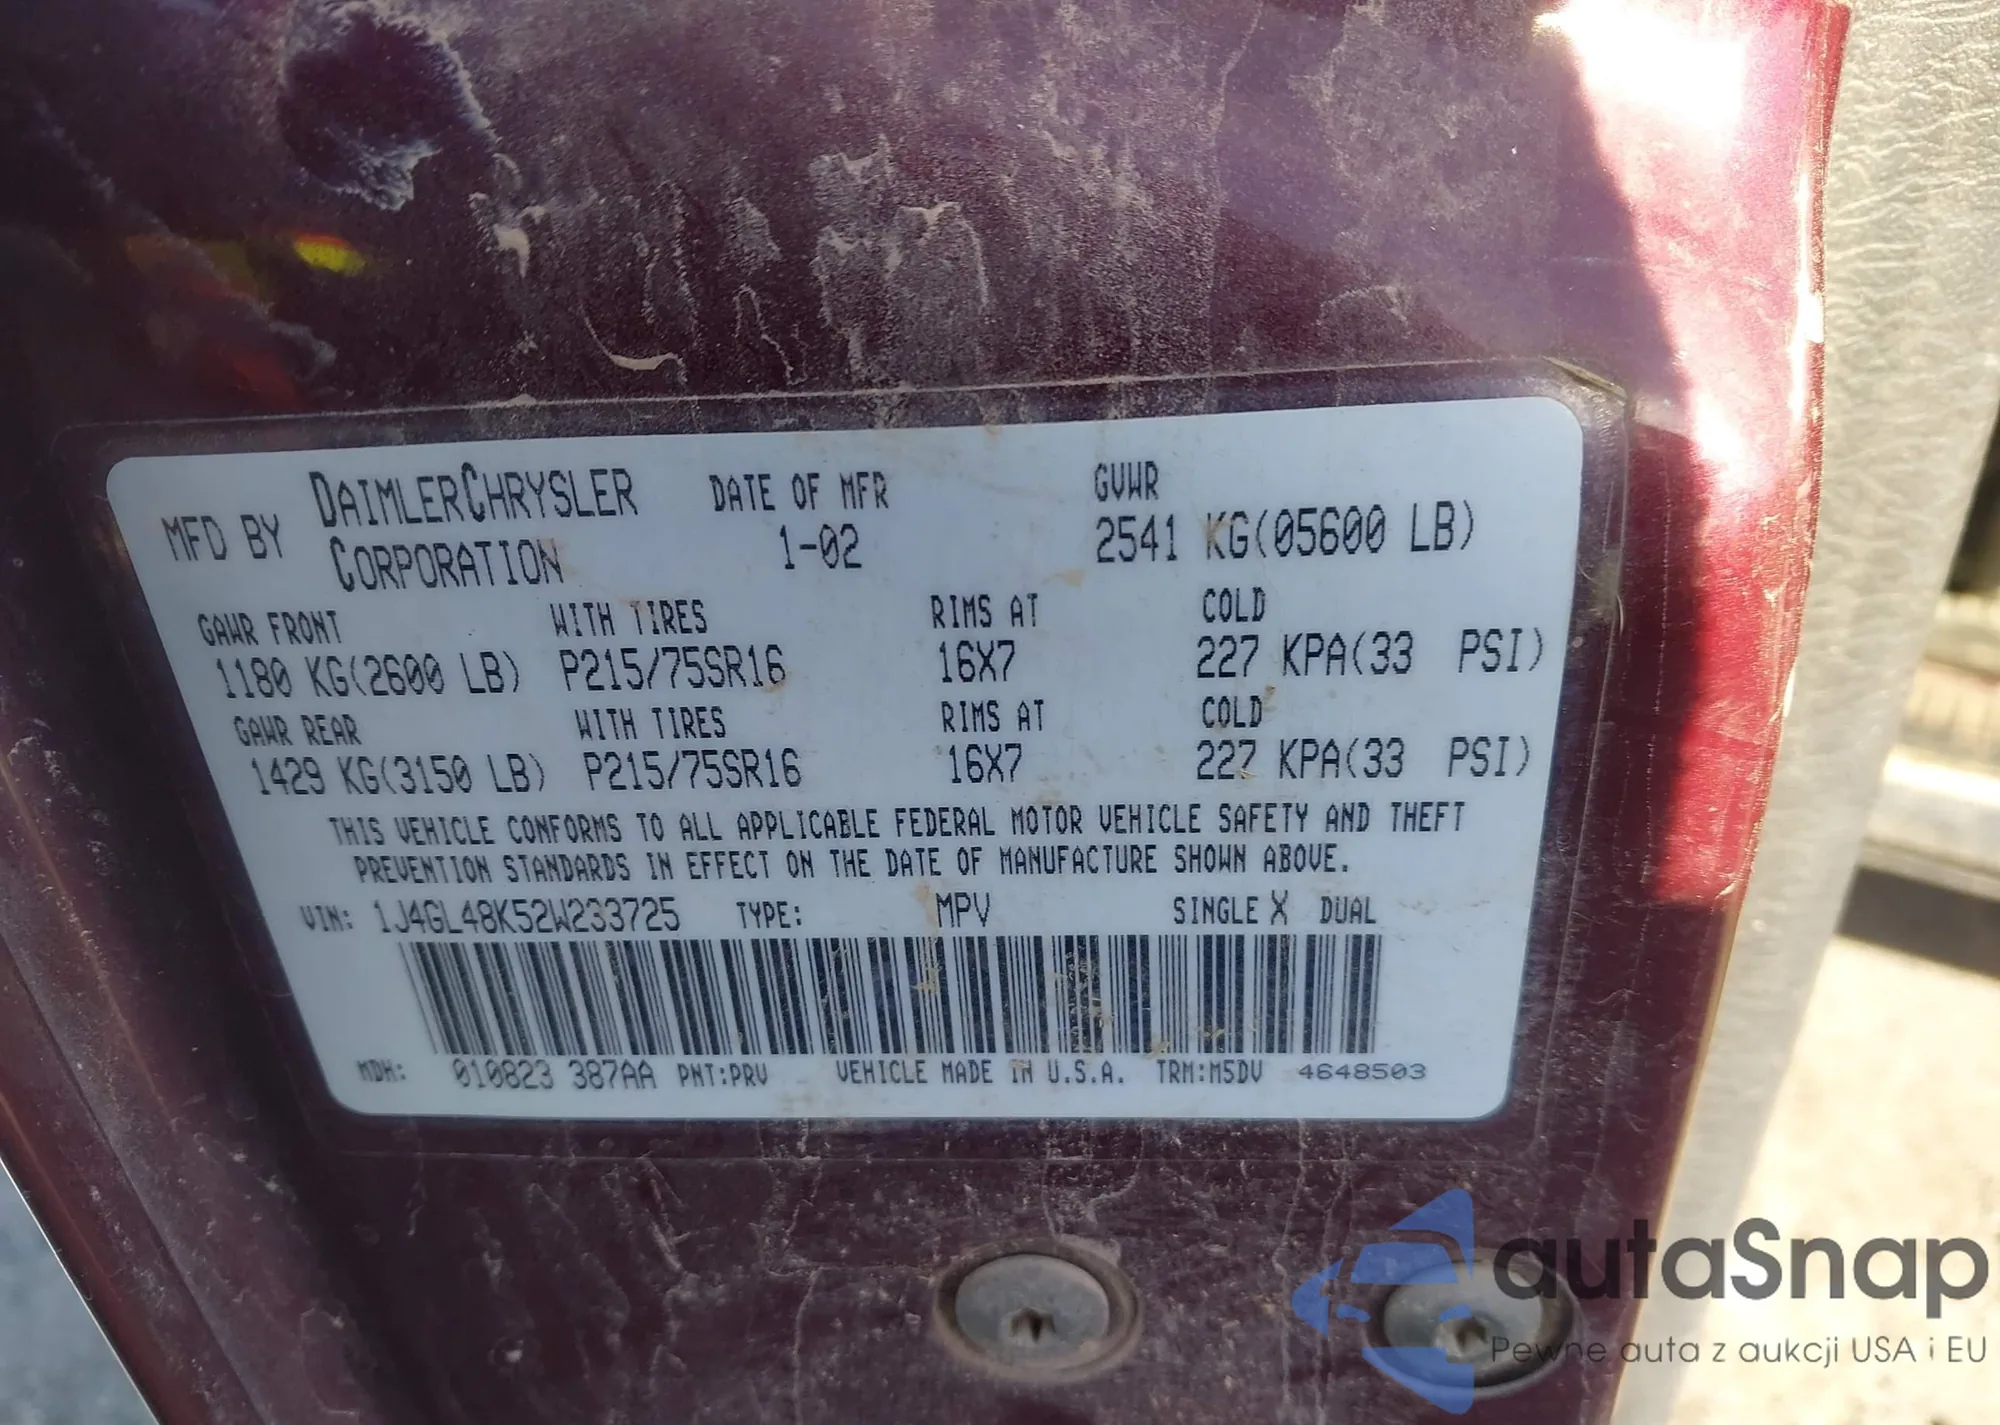 MFD BY DAIMLERCHRYSLER CORPORATION
DATE OF MFR
1-02
GVWR
2541 KG(05600 LB)
GAWR FRONT WITH TIRES RIMS AT COLD
1180 KG(2600 LB) P215/75SR16 16X7 227 KPA(33 PSI)
GAWR REAR WITH TIRES RIMS AT COLD
1429 KG(3150 LB) P215/75SR16 16X7 227 KPA(33 PSI)
THIS VEHICLE CONFORMS TO ALL APPLICABLE FEDERAL MOTOR VEHICLE SAFETY AND THEFT
PREVENTION STANDARDS IN EFFECT ON THE DATE OF MANUFACTURE SHOWN ABOVE.
VIN: 1J4GL48K52W233725 TYPE: MPV SINGLE X DUAL
MDH: 010823 387AA PNT:PRV VEHICLE MADE IN U.S.A. TRM:M5DV 4648503
autaSnap
Pewne auta z aukcji USA i EU